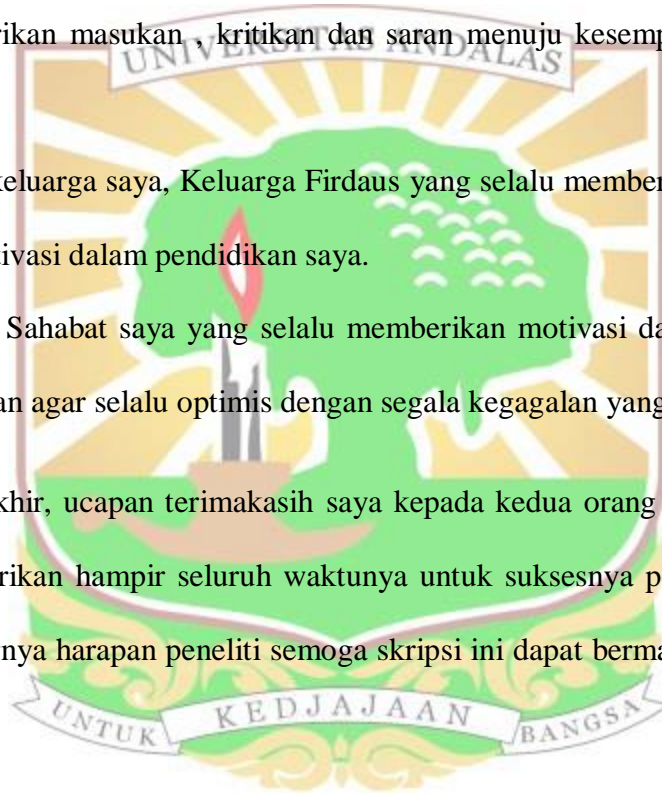 rikan masukan , kritikan dan saran menuju kesemp
UNIVERSITAS ANDALAS
keluarga saya, Keluarga Firdaus yang selalu member
ivasi dalam pendidikan saya.
Sahabat saya yang selalu memberikan motivasi da
an agar selalu optimis dengan segala kegagalan yang
khir, ucapan terimakasih saya kepada kedua orang
rikan hampir seluruh waktunya untuk suksesnya p
nya harapan peneliti semoga skripsi ini dapat berma
UNTUK KEDJAJAAN BANGSA